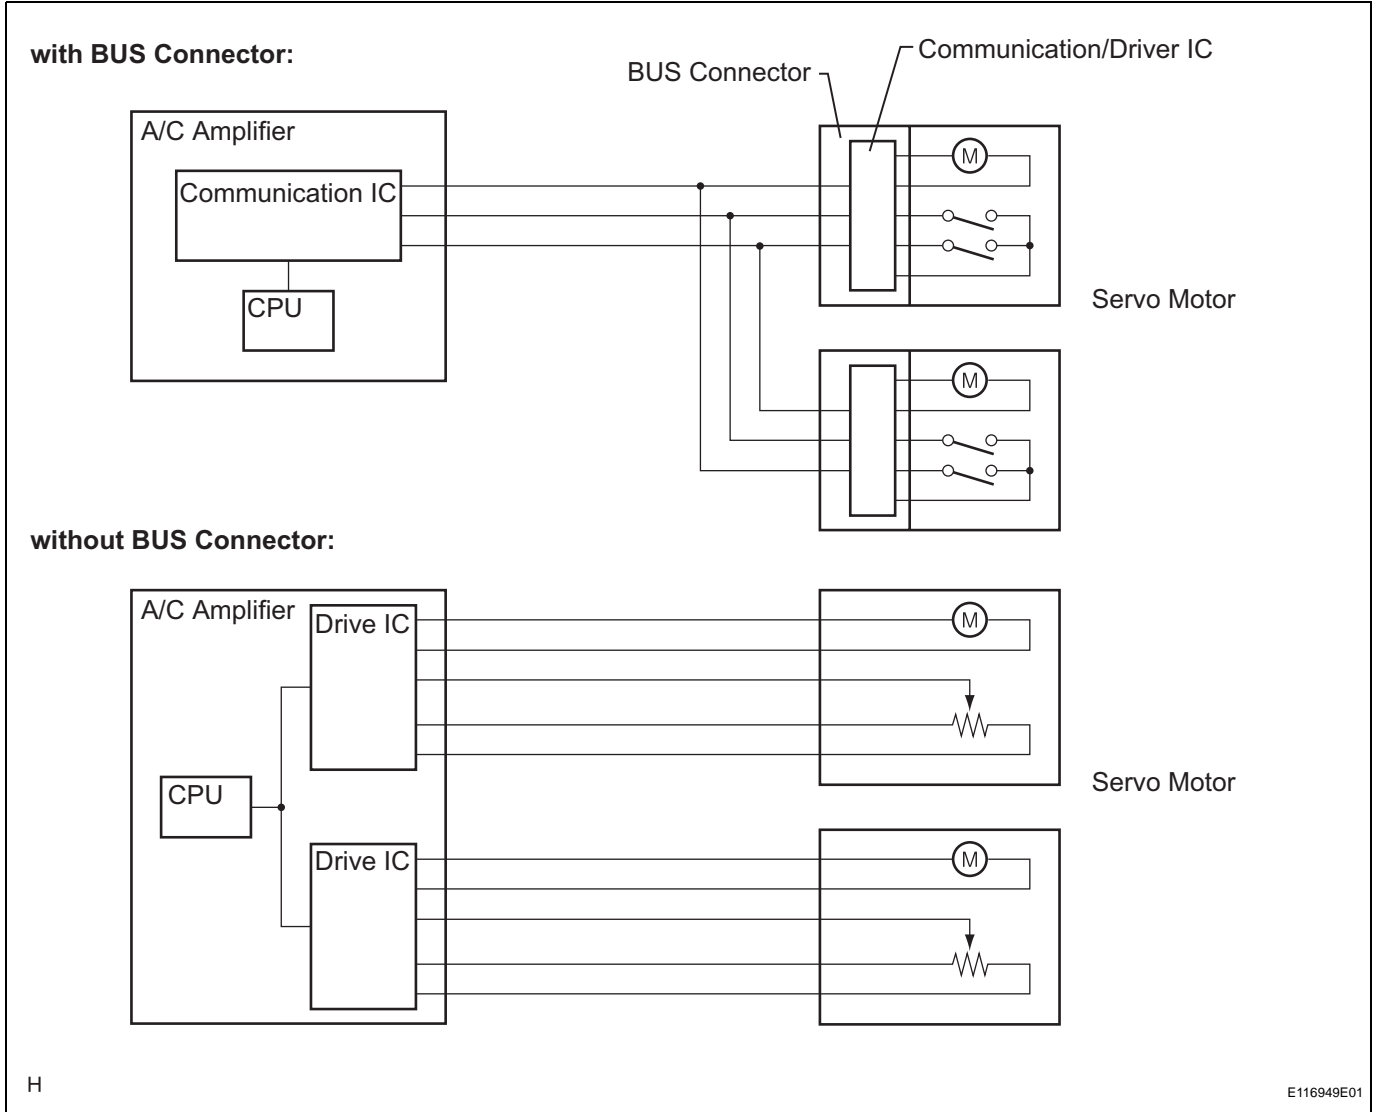 with BUS Connector:
Communication/Driver IC
BUS Connector
A/C Amplifier
Communication IC
CPU
M
Servo Motor
M
without BUS Connector:
A/C Amplifier
Drive IC
M
CPU
Servo Motor
Drive IC
M
H
E116949E01